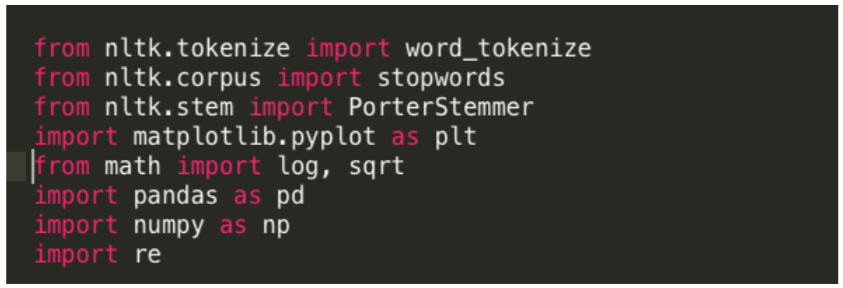 from nltk.tokenize import word_tokenize
from nltk.corpus import stopwords
from nltk.stem import PorterStemmer
import matplotlib.pyplot as plt
from math import log, sqrt
import pandas as pd
import numpy as np
import re